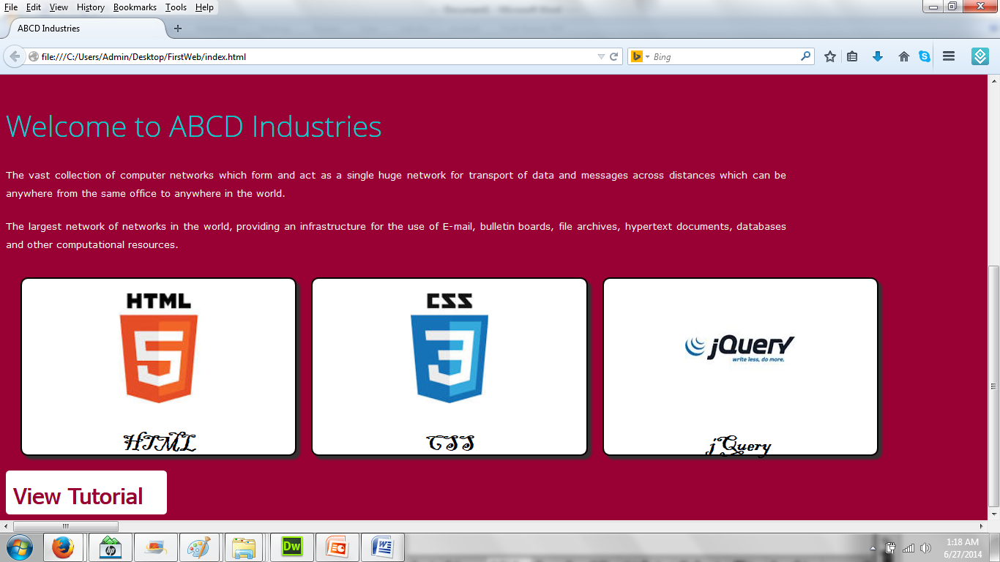 File Edit View History Bookmarks Tools Help
ABCD Industries
file:///C:/Users/Admin/Desktop/FirstWeb/index.html
Bing
Welcome to ABCD Industries
The vast collection of computer networks which form and act as a single huge network for transport of data and messages across distances which can be
anywhere from the same office to anywhere in the world.
The largest network of networks in the world, providing an infrastructure for the use of E-mail, bulletin boards, file archives, hypertext documents, databases
and other computational resources.
HTML
5
CSS
3
jQuery
write less, do more.
HTML
CSS
jQuery
View Tutorial
hp
Dw
1:18 AM
6/27/2014